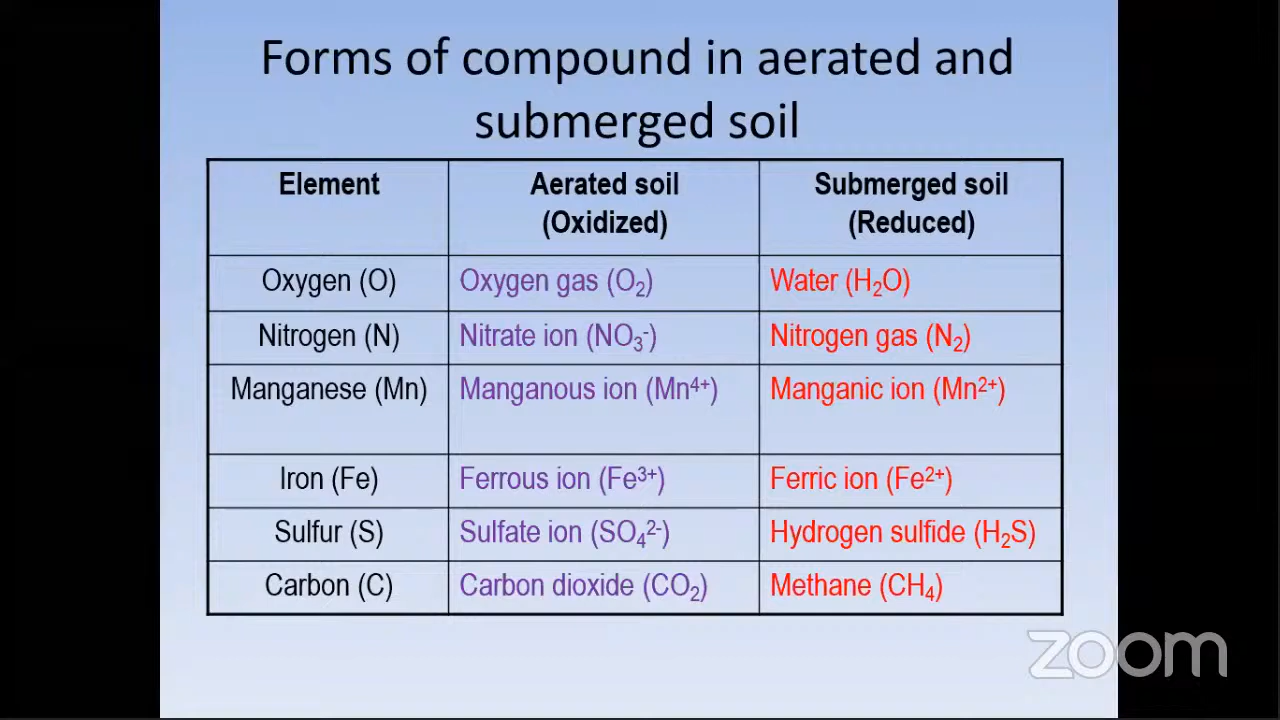 Forms of compound in aerated and
submerged soil
Element Aerated soil Submerged soil
(Oxidized) (Reduced)
Oxygen (O) Oxygen gas (O₂) Water (H₂O)
Nitrogen (N) Nitrate ion (NO₃⁻) Nitrogen gas (N₂)
Manganese (Mn) Manganous ion (Mn⁴⁺) Manganic ion (Mn²⁺)
Iron (Fe) Ferrous ion (Fe³⁺) Ferric ion (Fe²⁺)
Sulfur (S) Sulfate ion (SO₄²⁻) Hydrogen sulfide (H₂S)
Carbon (C) Carbon dioxide (CO₂) Methane (CH₄)
zoom